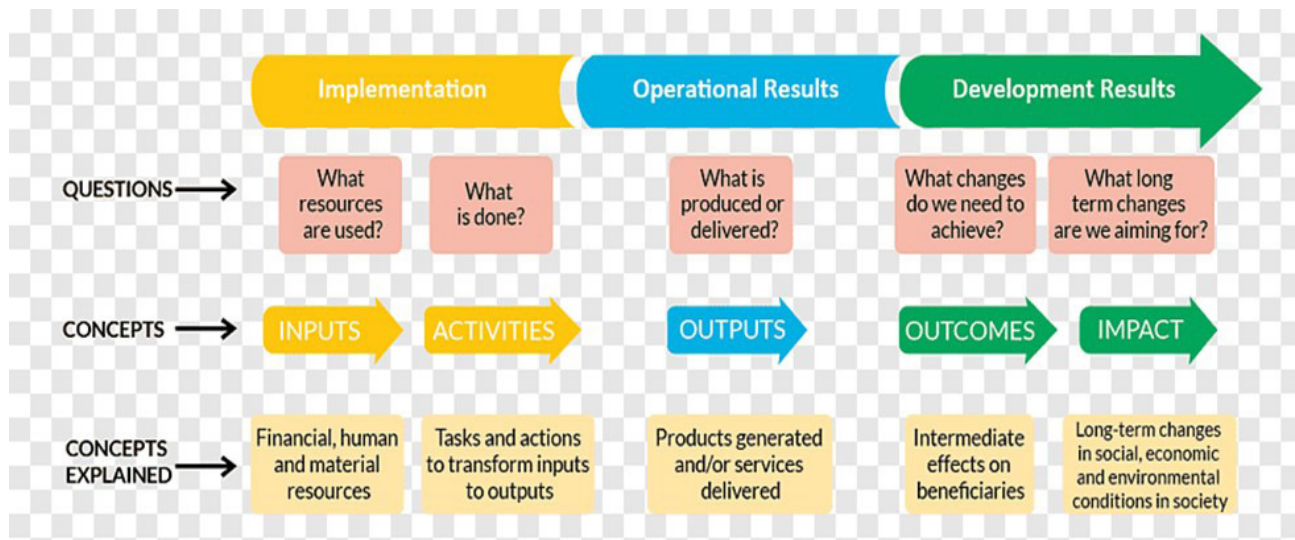 Implementation
Operational Results
Development Results
QUESTIONS
What
resources
are used?
What
is done?
What is
produced or
delivered?
What changes
do we need to
achieve?
What long
term changes
are we aiming for?
CONCEPTS
INPUTS
ACTIVITIES
OUTPUTS
OUTCOMES
IMPACT
CONCEPTS
EXPLAINED
Financial, human
and material
resources
Tasks and actions
to transform inputs
to outputs
Products generated
and/or services
delivered
Intermediate
effects on
beneficiaries
Long-term changes
in social, economic
and environmental
conditions in society